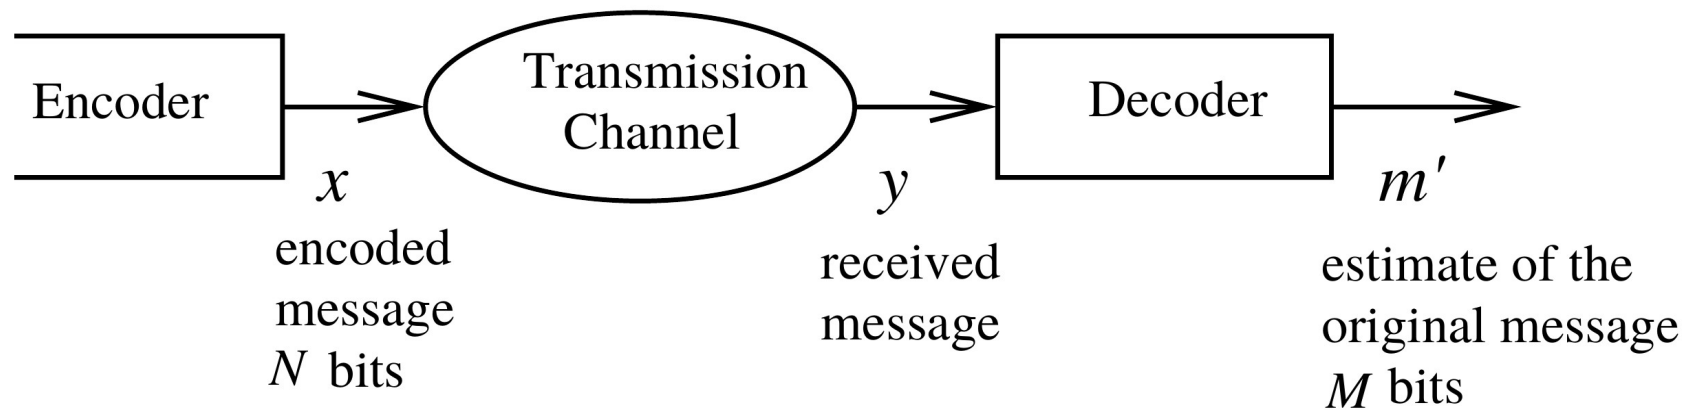 Encoder
Transmission
Channel
Decoder
x
encoded
message
N bits
y
received
message
m'
estimate of the
original message
M bits